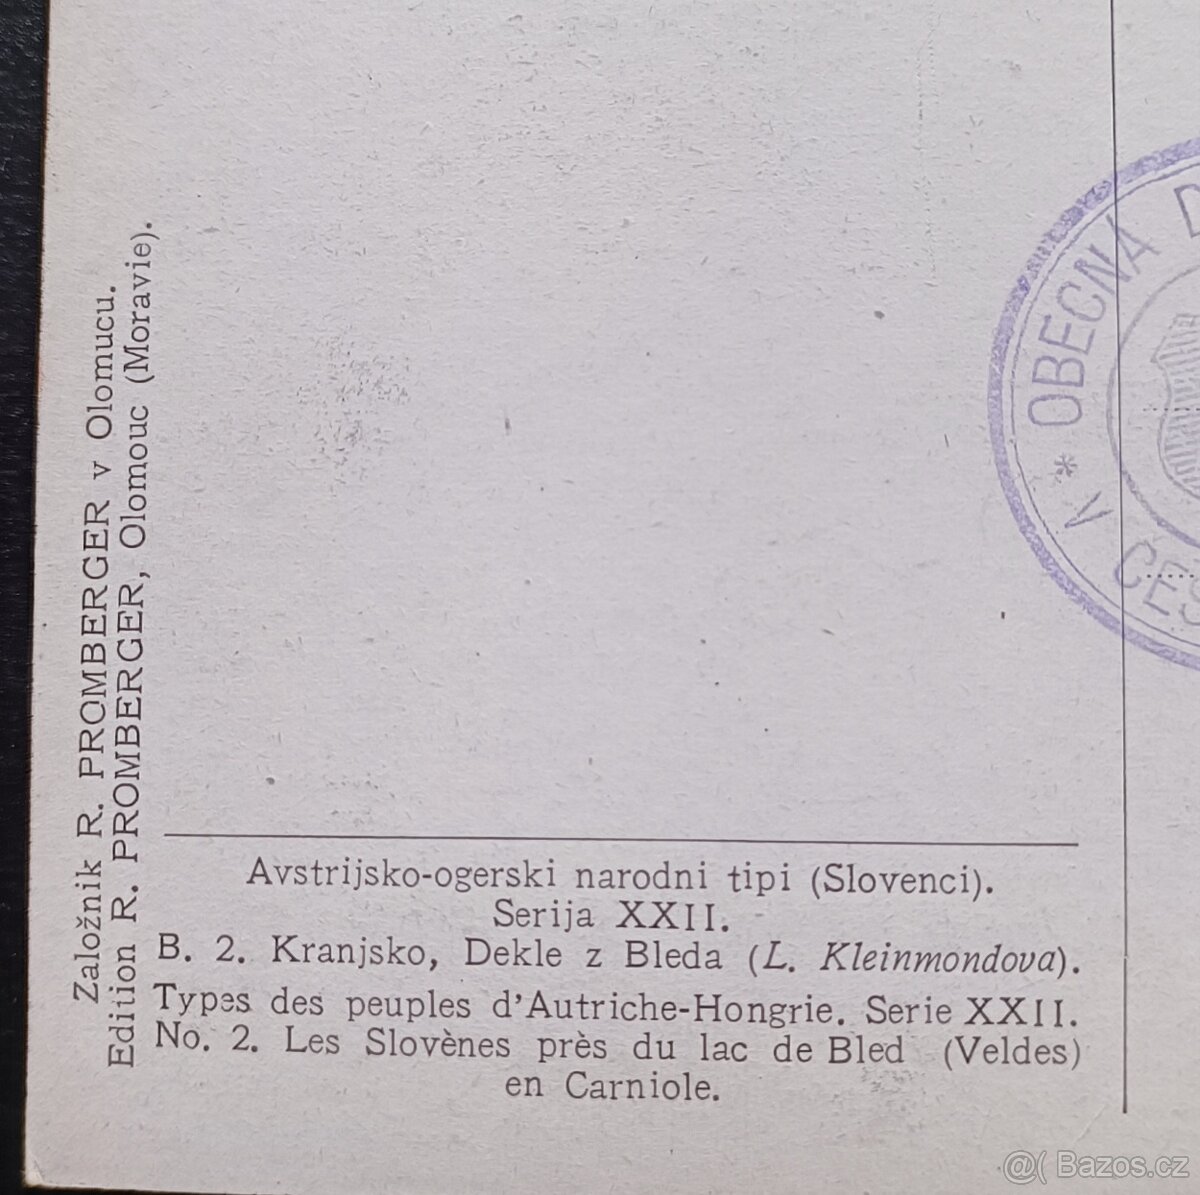 Založnik R. PROMBERGER v Olomucu.
Edition R. PROMBERGER, Olomouc (Moravie).
* OBECNA
V
Avstrijsko-ogerski narodni tipi (Slovenci).
Serija XXII.
B. 2. Kranjsko, Dekle z Bleda (L. Kleinmondova).
Types des peuples d'Autriche-Hongrie. Serie XXII.
No. 2. Les Slovènes près du lac de Bled (Veldes)
en Carniole.
@( Bazos.cz